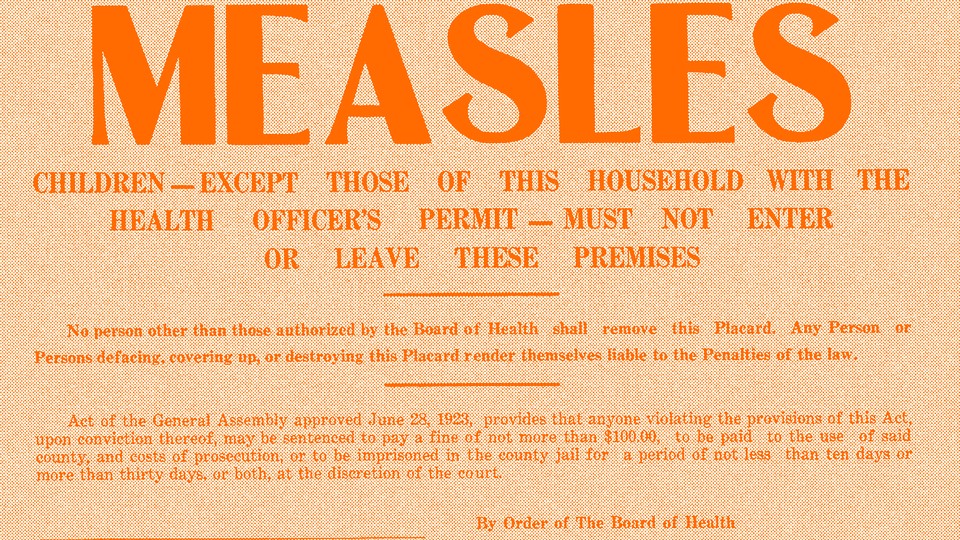 MEASLES
CHILDREN — EXCEPT THOSE OF THIS HOUSEHOLD WITH THE
HEALTH OFFICER'S PERMIT — MUST NOT ENTER
OR LEAVE THESE PREMISES
No person other than those authorized by the Board of Health shall remove this Placard. Any Person or
Persons defacing, covering up, or destroying this Placard render themselves liable to the Penalties of the law.
Act of the General Assembly approved June 28, 1923, provides that anyone violating the provisions of this Act,
upon conviction thereof, may be sentenced to pay a fine of not more than $100.00, to be paid to the use of said
county, and costs of prosecution, or to be imprisoned in the county jail for a period of not less than ten days or
more than thirty days, or both, at the discretion of the court.
By Order of The Board of Health